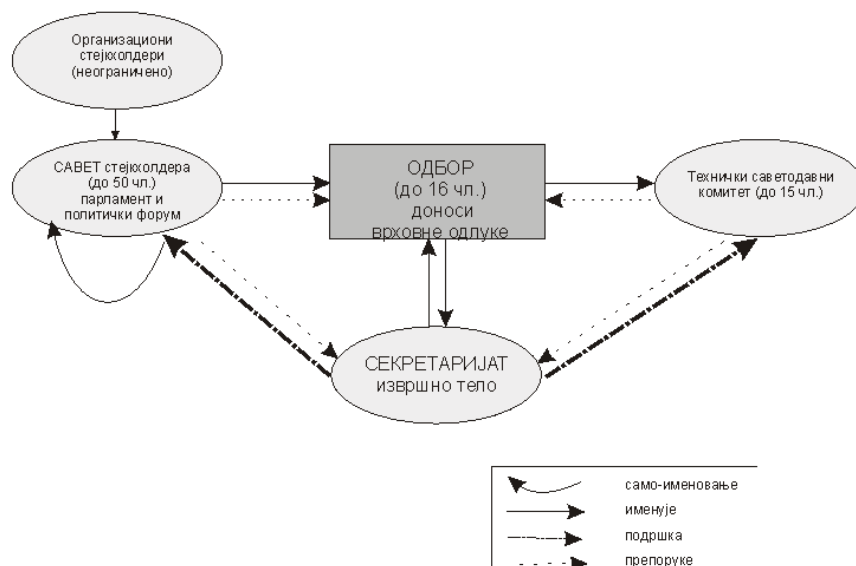 Организациони
стејкхолдери
(неограничено)
САВЕТ стејкхолдера
(до 50 чл.)
парламент и
политички форум
ОДБОР
(до 16 чл.)
доноси
врховне одлуке
Технички саветодавни
комитет (до 15 чл.)
СЕКРЕТАРИЈАТ
извршно тело
само-именовање
именује
подршка
препоруке